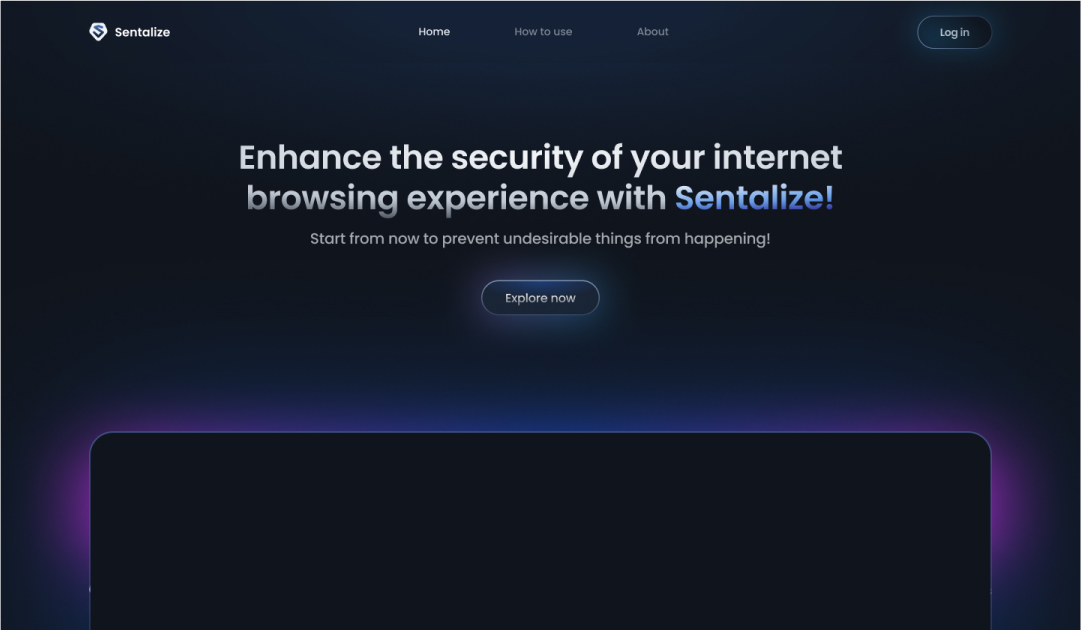 Sentalize
Home
How to use
About
Log in
Enhance the security of your internet
browsing experience with Sentalize!
Start from now to prevent undesirable things from happening!
Explore now